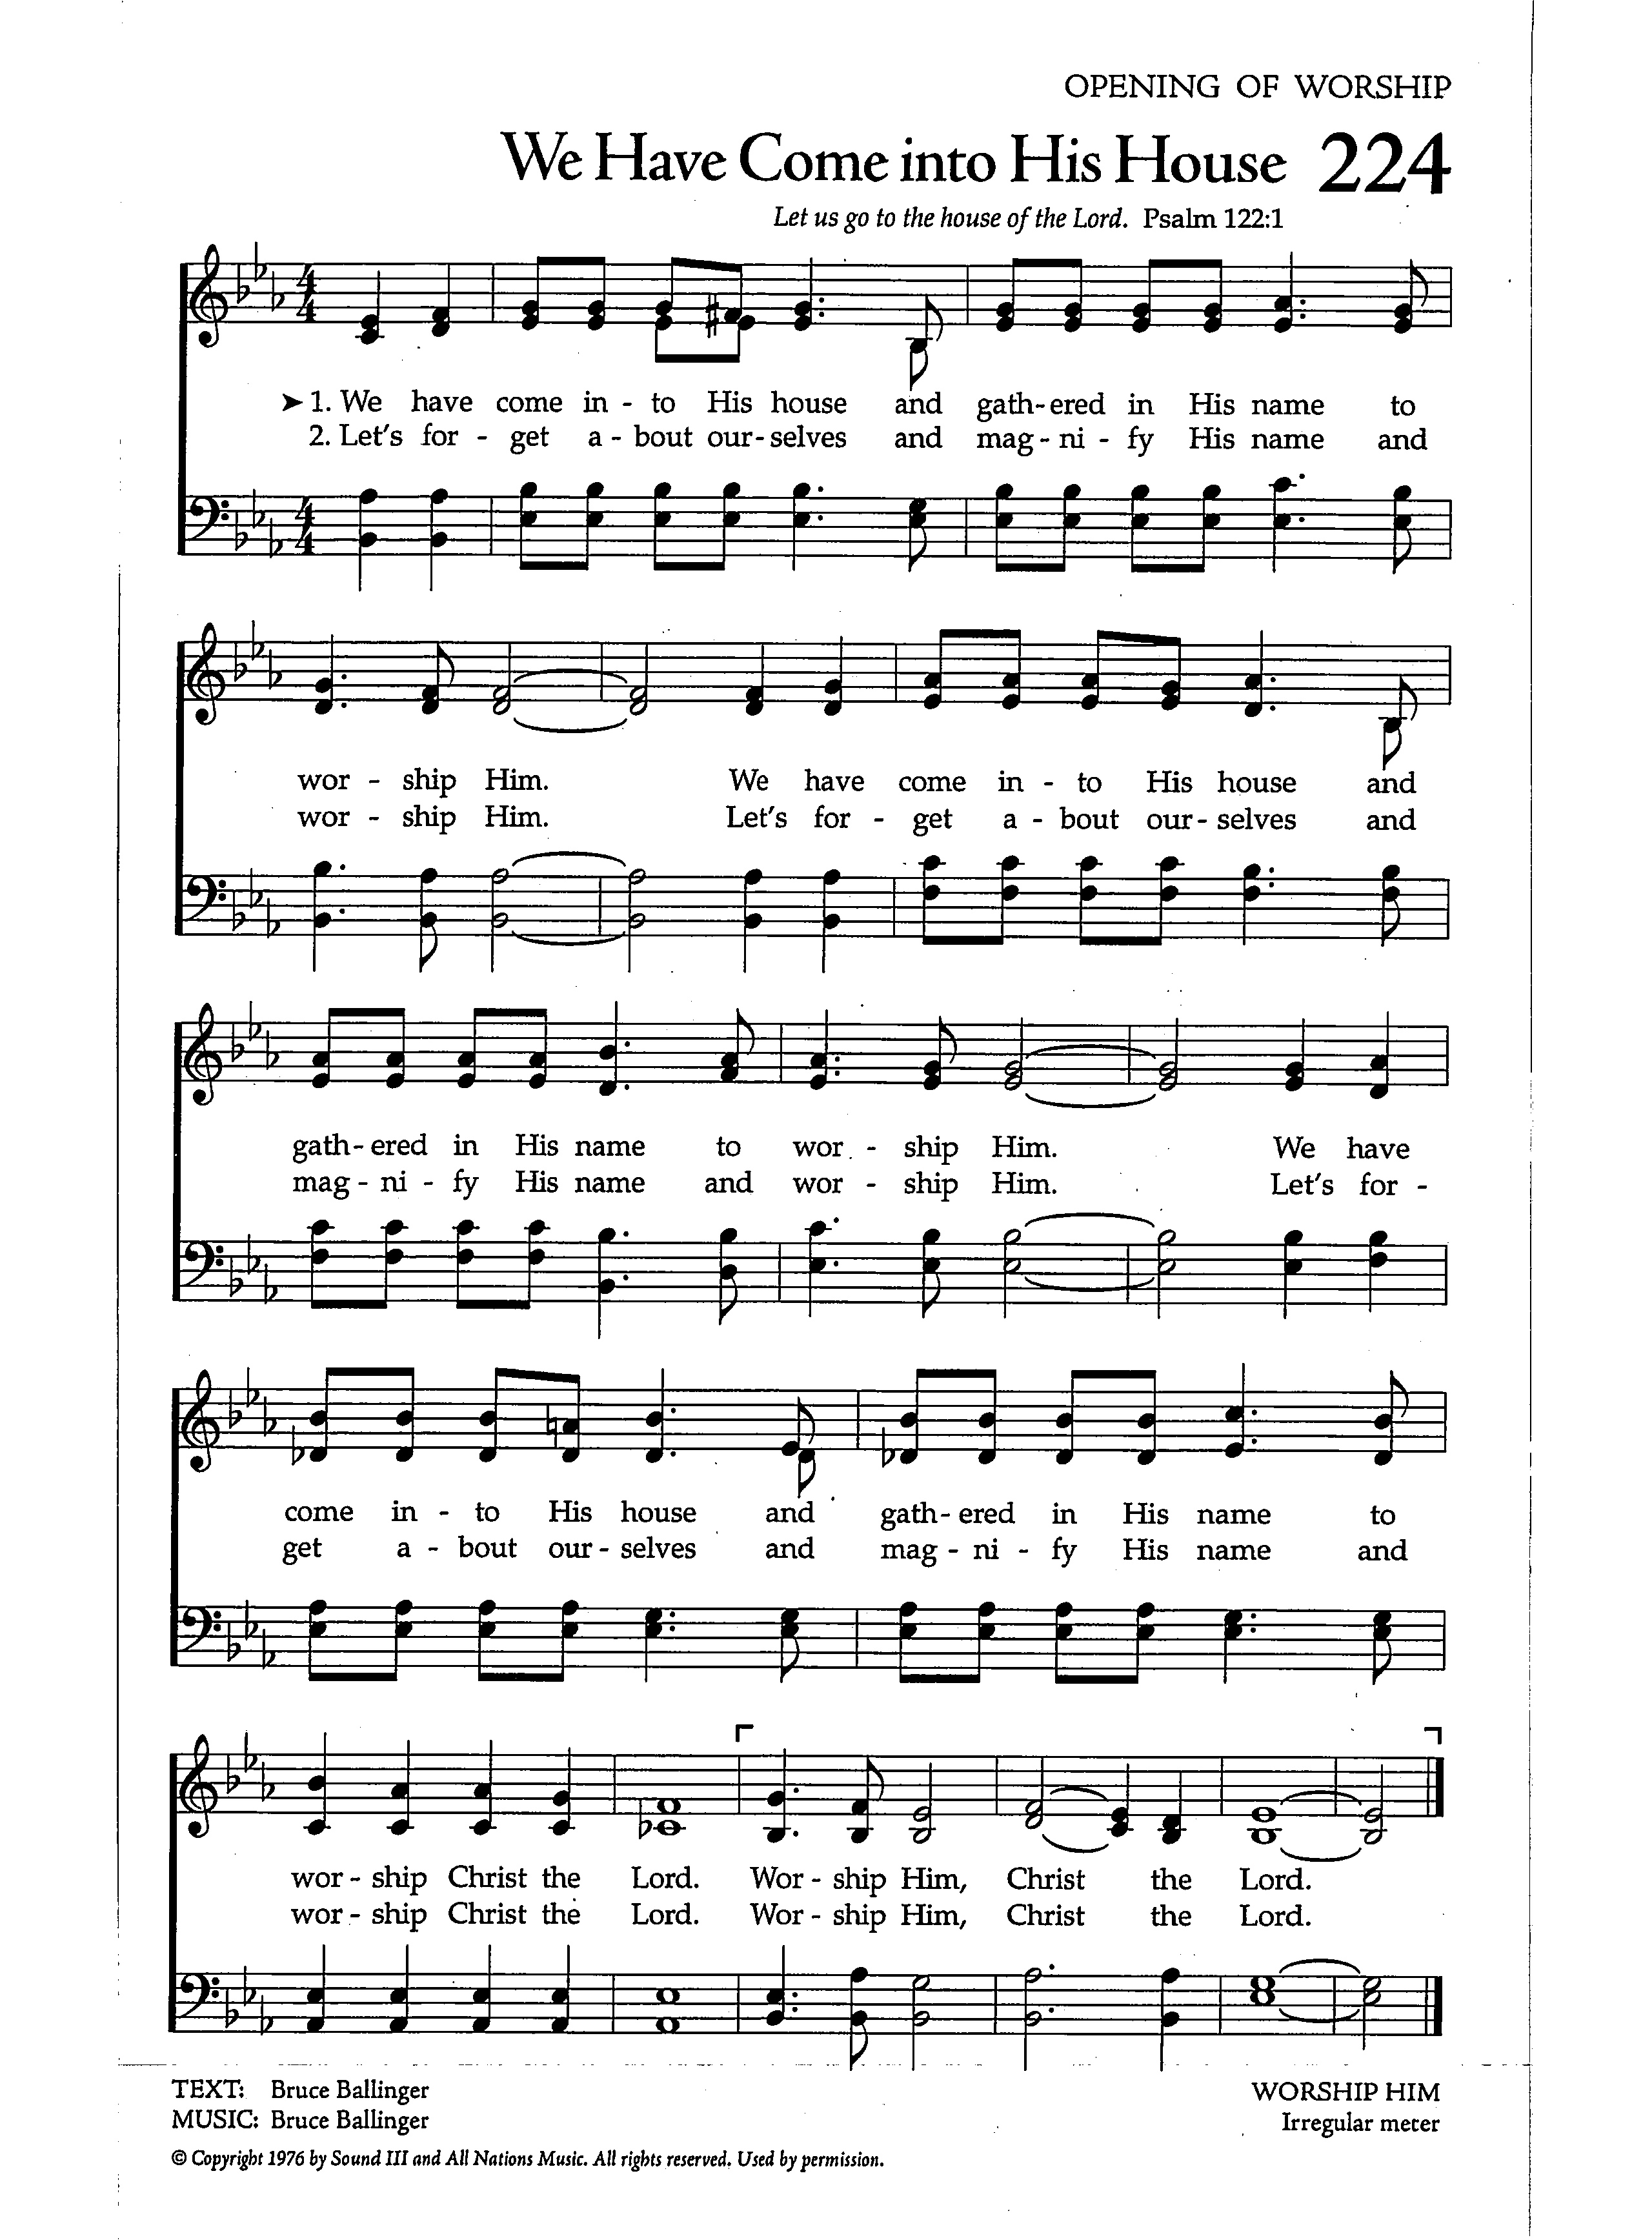 OPENING OF WORSHIP
We Have Come into His House 224
Let us go to the house of the Lord. Psalm 122:1
4 4
➤ 1. We have come in - to His house and gath - ered in His name to
2. Let's for - get a - bout our - selves and mag - ni - fy His name and
4 4
wor - ship Him. We have come in - to His house and
wor - ship Him. Let's for - get a - bout our - selves and
gath - ered in His name to wor - ship Him. We have
mag - ni - fy His name and wor - ship Him. Let's for -
come in - to His house and gath - ered in His name to
get a - bout our - selves and mag - ni - fy His name and
wor - ship Christ the Lord. Wor - ship Him, Christ the Lord.
wor - ship Christ the Lord. Wor - ship Him, Christ the Lord.
TEXT: Bruce Ballinger WORSHIP HIM
MUSIC: Bruce Ballinger Irregular meter
© Copyright 1976 by Sound III and All Nations Music. All rights reserved. Used by permission.